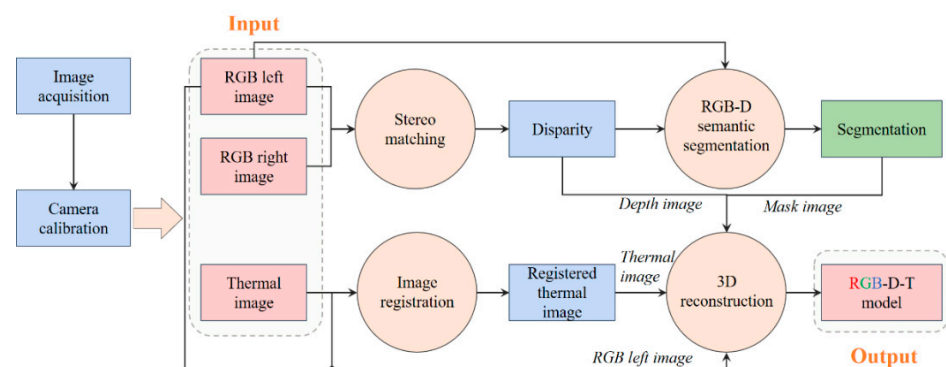 Input
Image
acquisition
RGB left
image
Stereo
matching
Disparity
RGB-D
semantic
segmentation
Segmentation
RGB right
image
Camera
calibration
Depth image
Mask image
Thermal
image
Image
registration
Registered
thermal
image
Thermal
image
3D
reconstruction
RGB-D-T
model
RGB left image
Output